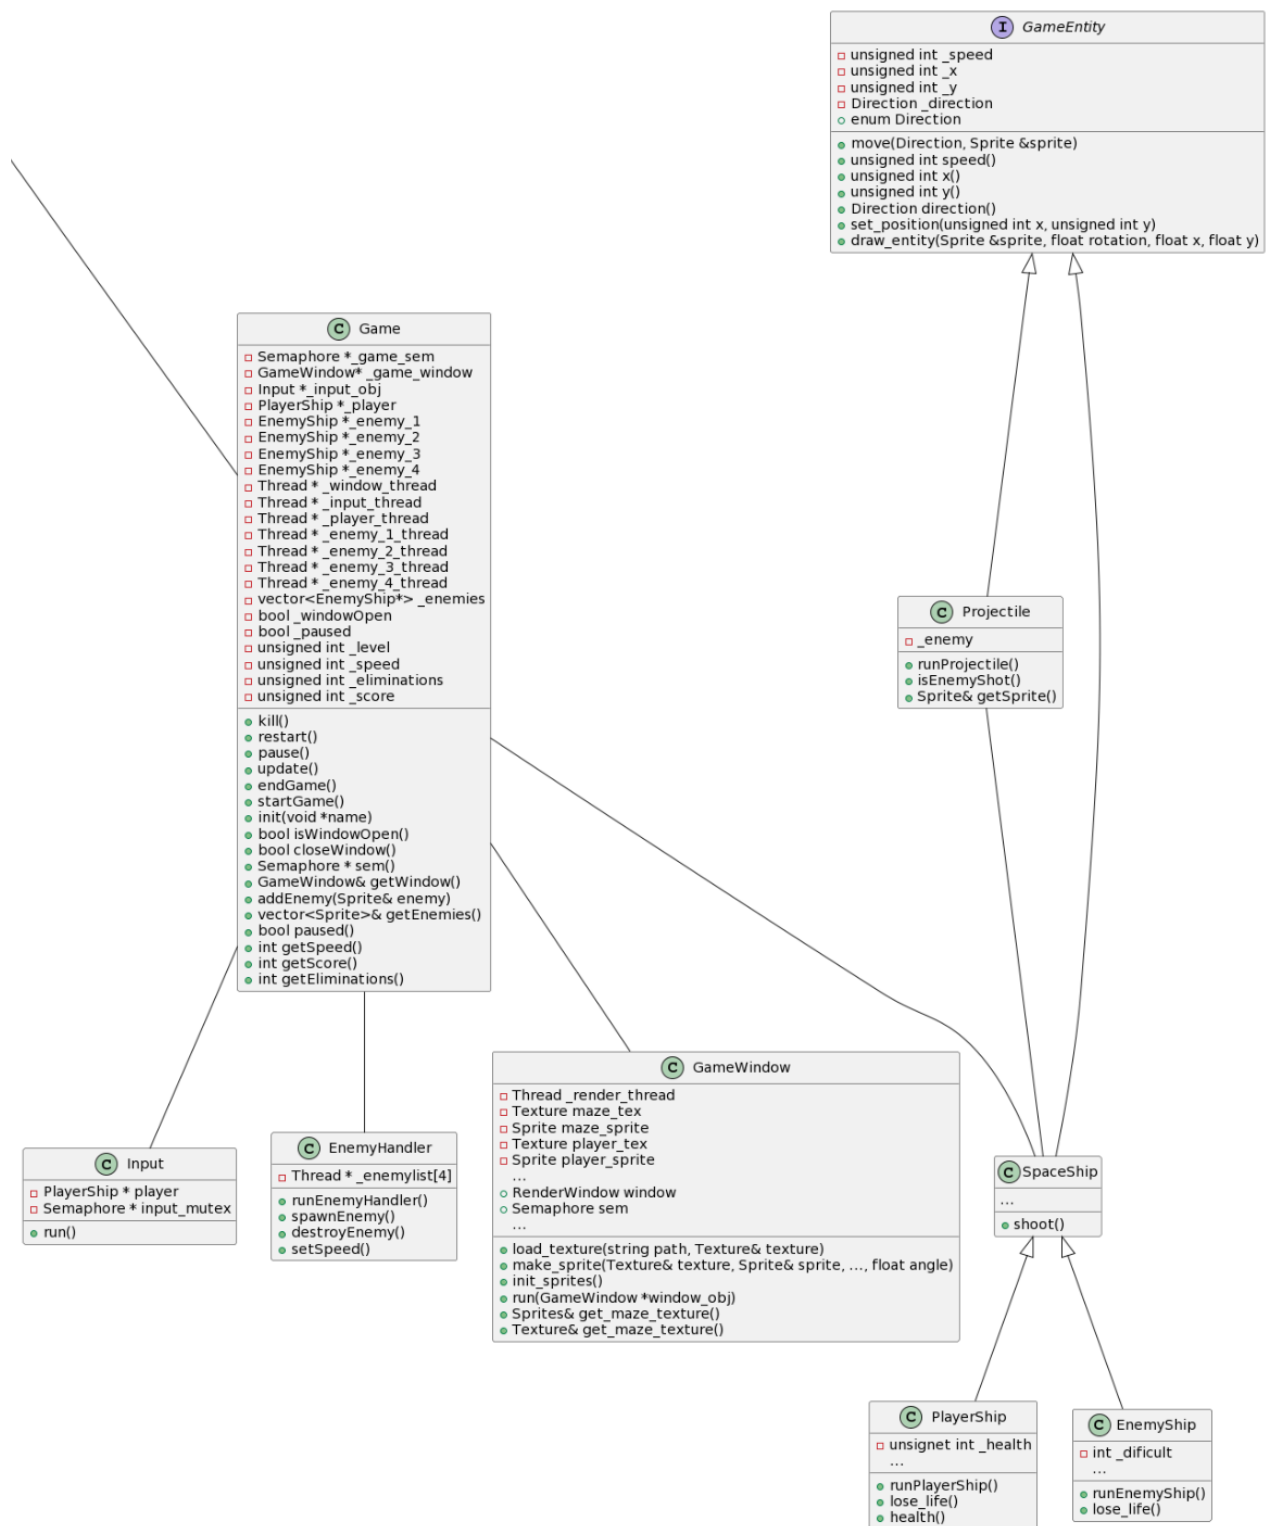 I GameEntity
unsigned int _speed
unsigned int _x
unsigned int _y
Direction _direction
enum Direction
move(Direction, Sprite &sprite)
unsigned int speed()
unsigned int x()
unsigned int y()
Direction direction()
set_position(unsigned int x, unsigned int y)
draw_entity(Sprite &sprite, float rotation, float x, float y)
C Game
Semaphore *_game_sem
GameWindow* _game_window
Input *_input_obj
PlayerShip *_player
EnemyShip *_enemy_1
EnemyShip *_enemy_2
EnemyShip *_enemy_3
EnemyShip *_enemy_4
Thread * _window_thread
Thread * _input_thread
Thread * _player_thread
Thread * _enemy_1_thread
Thread * _enemy_2_thread
Thread * _enemy_3_thread
Thread * _enemy_4_thread
vector<EnemyShip*> _enemies
bool _windowOpen
bool _paused
unsigned int _level
unsigned int _speed
unsigned int _eliminations
unsigned int _score
kill()
restart()
pause()
update()
endGame()
startGame()
init(void *name)
bool isWindowOpen()
bool closeWindow()
Semaphore * sem()
GameWindow& getWindow()
addEnemy(Sprite& enemy)
vector<Sprite>& getEnemies()
bool paused()
int getSpeed()
int getScore()
int getEliminations()
C Projectile
_enemy
runProjectile()
isEnemyShot()
Sprite& getSprite()
C Input
PlayerShip * player
Semaphore * input_mutex
run()
C EnemyHandler
Thread * _enemylist[4]
runEnemyHandler()
spawnEnemy()
destroyEnemy()
setSpeed()
C GameWindow
Thread _render_thread
Texture maze_tex
Sprite maze_sprite
Texture player_tex
Sprite player_sprite
...
RenderWindow window
Semaphore sem
...
load_texture(string path, Texture& texture)
make_sprite(Texture& texture, Sprite& sprite, ..., float angle)
init_sprites()
run(GameWindow *window_obj)
Sprites& get_maze_texture()
Texture& get_maze_texture()
C SpaceShip
...
shoot()
C PlayerShip
unsignet int _health
...
runPlayerShip()
lose_life()
health()
C EnemyShip
int _dificult
...
runEnemyShip()
lose_life()